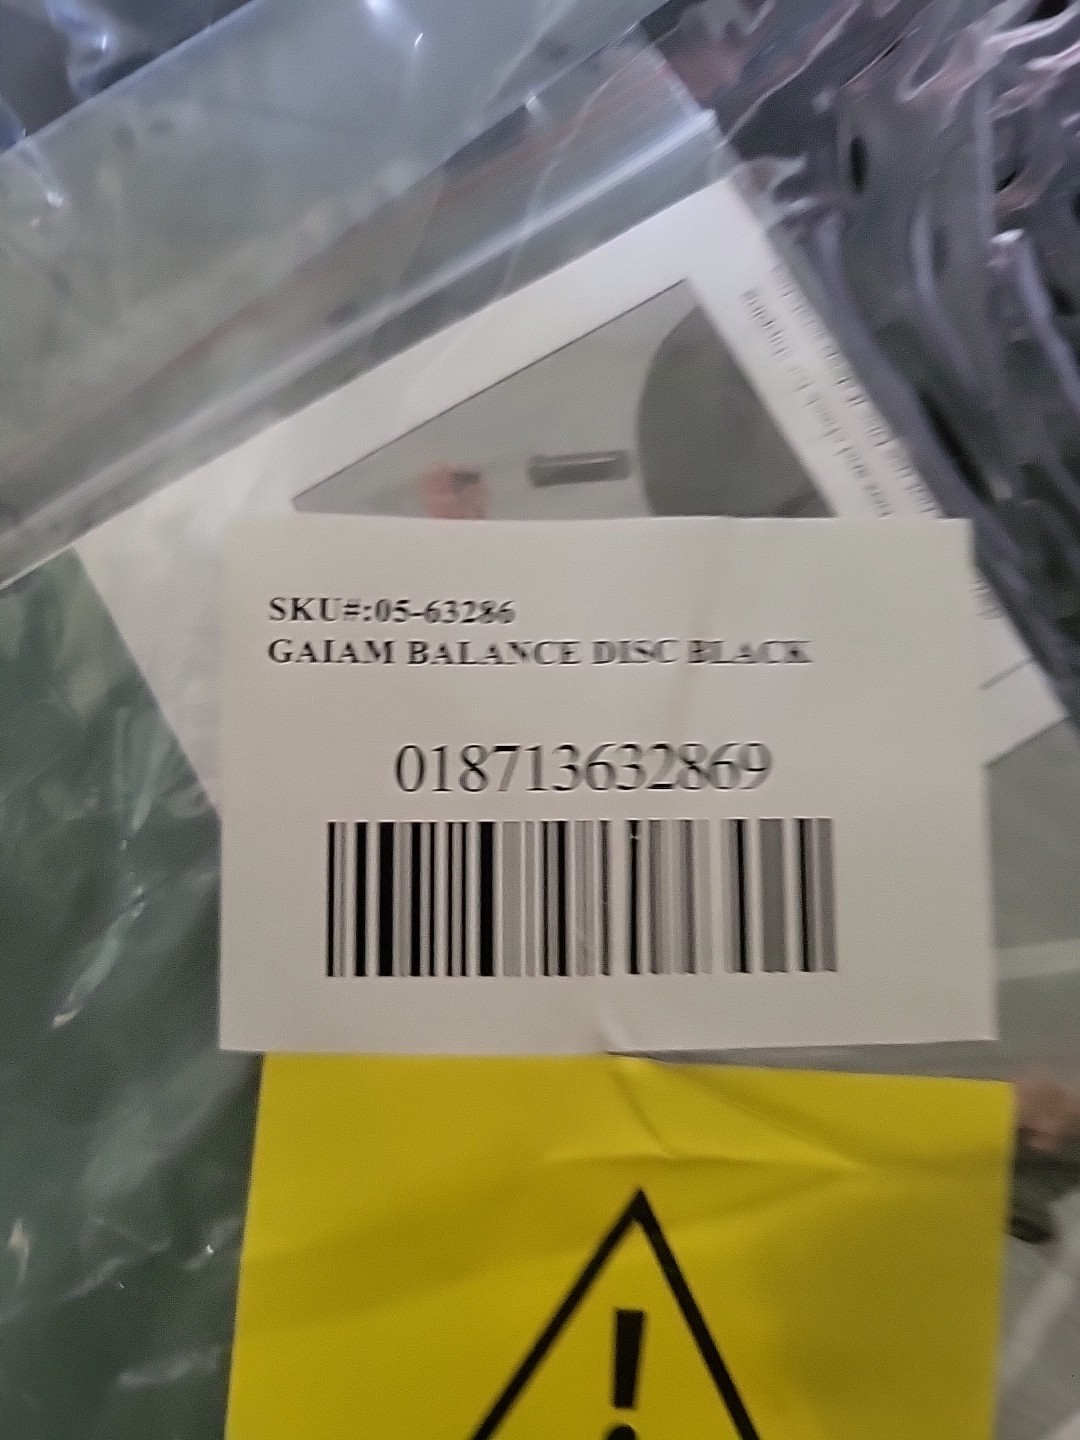 SKU#:05-63286
GAIAM BALANCE DISC BLACK
018713632869
!